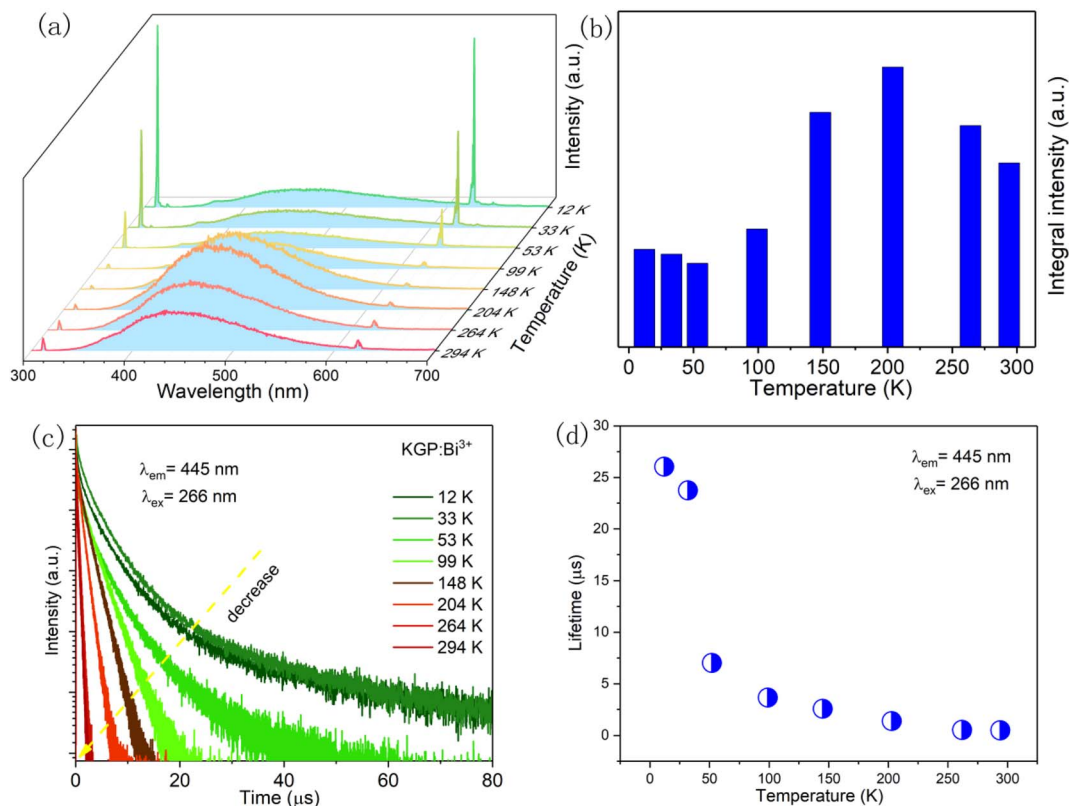 (a)
Intensity (a.u.)
12 K
33 K
53 K
99 K
148 K
204 K
264 K
294 K
Temperature (K)
300
400
500
600
700
Wavelength (nm)
(b)
Integral intensity (a.u.)
0 50 100 150 200 250 300
Temperature (K)
(c)
KGP:Bi³⁺
λem= 445 nm
λex= 266 nm
12 K
33 K
53 K
99 K
148 K
204 K
264 K
294 K
decrease
Intensity (a.u.)
0 20 40 60 80
Time (μs)
(d)
λem= 445 nm
λex= 266 nm
30
25
20
15
10
5
0
Lifetime (μs)
0 50 100 150 200 250 300
Temperature (K)